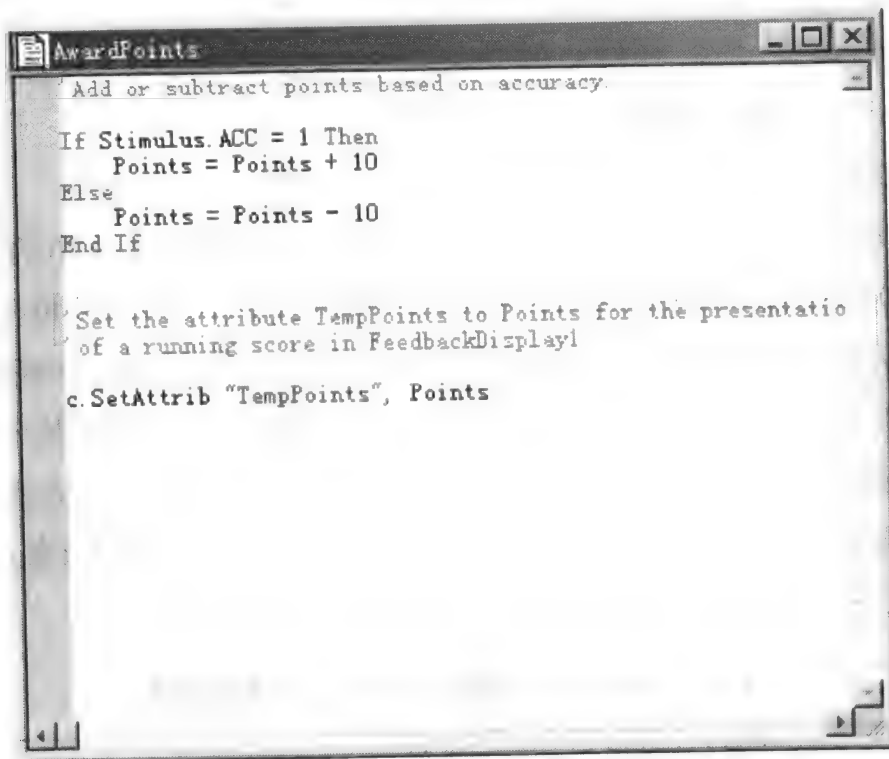 AwardPoints
'Add or subtract points based on accuracy.
If Stimulus.ACC = 1 Then
Points = Points + 10
Else
Points = Points - 10
End If
'Set the attribute TempPoints to Points for the presentatio
'of a running score in FeedbackDisplay1
c.SetAttrib "TempPoints", Points